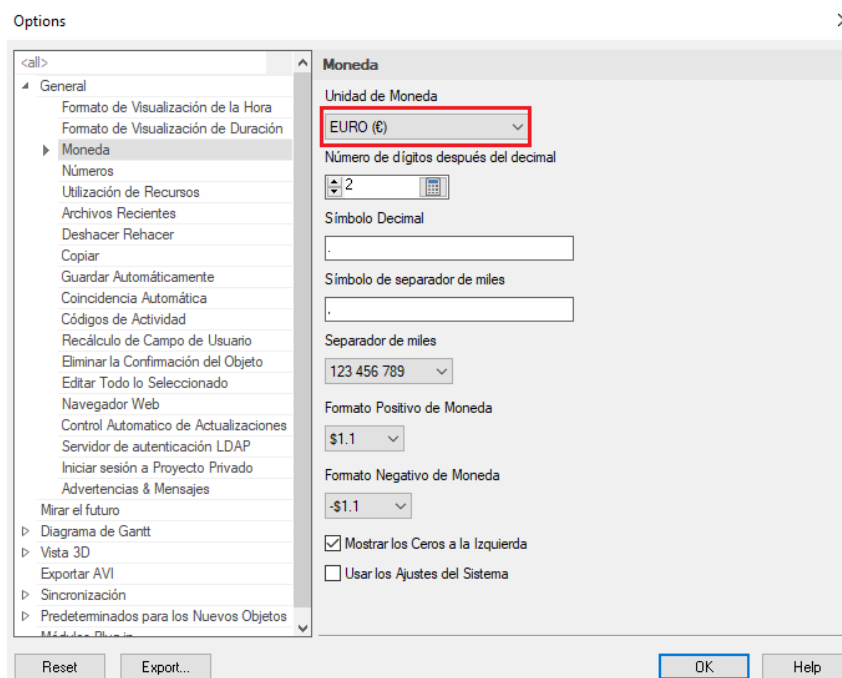 Options
<all>
General
Formato de Visualización de la Hora
Formato de Visualización de Duración
Moneda
Números
Utilización de Recursos
Archivos Recientes
Deshacer Rehacer
Copiar
Guardar Automáticamente
Coincidencia Automática
Códigos de Actividad
Recálculo de Campo de Usuario
Eliminar la Confirmación del Objeto
Editar Todo lo Seleccionado
Navegador Web
Control Automatico de Actualizaciones
Servidor de autenticación LDAP
Iniciar sesión a Proyecto Privado
Advertencias & Mensajes
Mirar el futuro
Diagrama de Gantt
Vista 3D
Exportar AVI
Sincronización
Predeterminados para los Nuevos Objetos
Módulos Plug-in
Moneda
Unidad de Moneda
EURO (€)
Número de dígitos después del decimal
2
Símbolo Decimal
.
Símbolo de separador de miles
,
Separador de miles
123 456 789
Formato Positivo de Moneda
$1.1
Formato Negativo de Moneda
-$1.1
Mostrar los Ceros a la Izquierda
Usar los Ajustes del Sistema
Reset
Export...
OK
Help